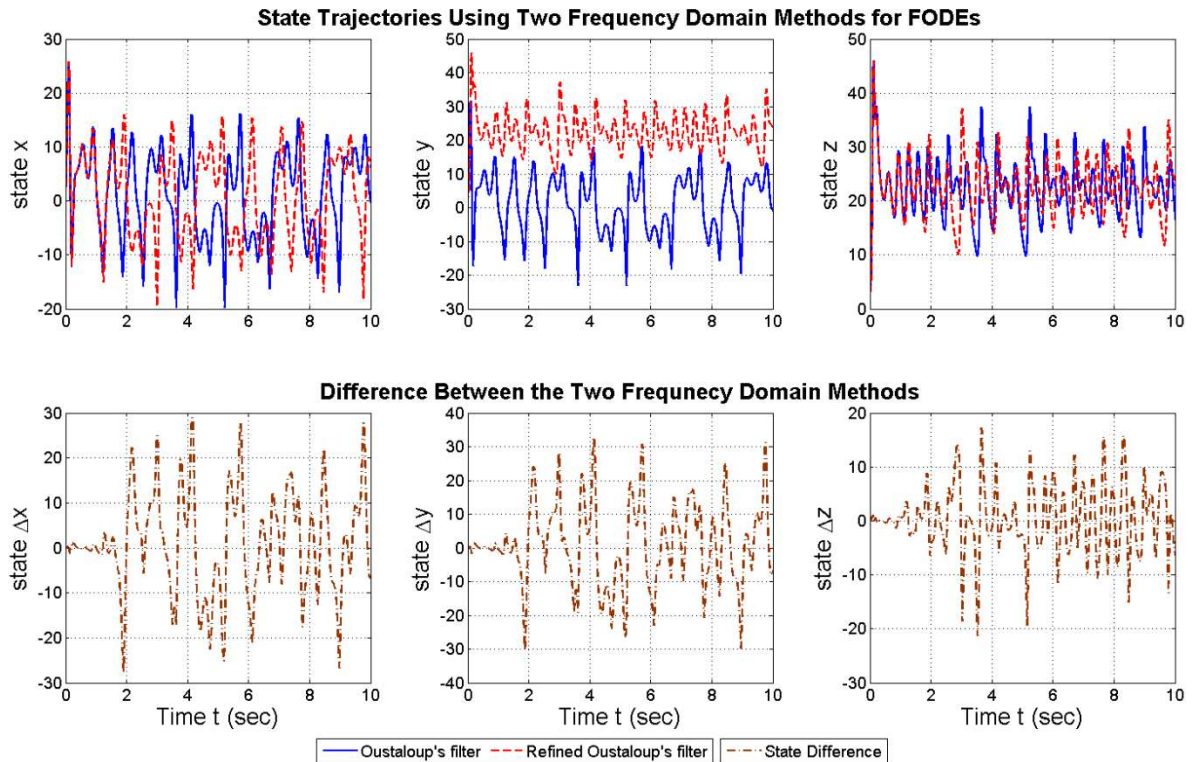 State Trajectories Using Two Frequency Domain Methods for FODEs
30
20
10
0
-10
-20
state x
0 2 4 6 8 10
50
40
30
20
10
0
-10
-20
-30
state y
0 2 4 6 8 10
50
40
30
20
10
0
state z
0 2 4 6 8 10
Difference Between the Two Frequnecy Domain Methods
30
20
10
0
-10
-20
-30
state Δx
0 2 4 6 8 10
Time t (sec)
40
30
20
10
0
-10
-20
-30
-40
state Δy
0 2 4 6 8 10
Time t (sec)
20
10
0
-10
-20
-30
state Δz
0 2 4 6 8 10
Time t (sec)
Oustaloup's filter Refined Oustaloup's filter State Difference